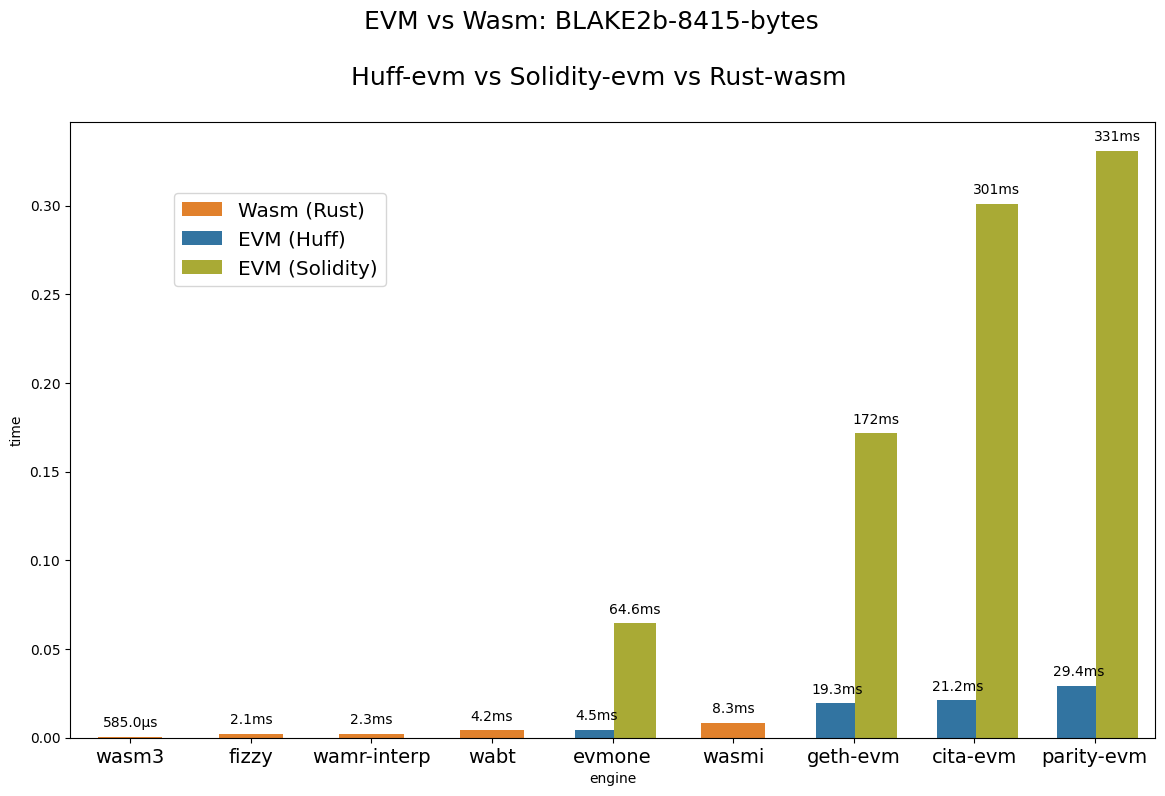 EVM vs Wasm: BLAKE2b-8415-bytes
Huff-evm vs Solidity-evm vs Rust-wasm
331ms
301ms
0.30
Wasm (Rust)
EVM (Huff)
EVM (Solidity)
0.25
0.20
172ms
time
0.15
0.10
64.6ms
0.05
29.4ms
19.3ms
21.2ms
585.0µs
2.1ms
2.3ms
4.2ms
4.5ms
8.3ms
0.00
wasm3 fizzy wamr-interp wabt evmone wasmi geth-evm cita-evm parity-evm
engine